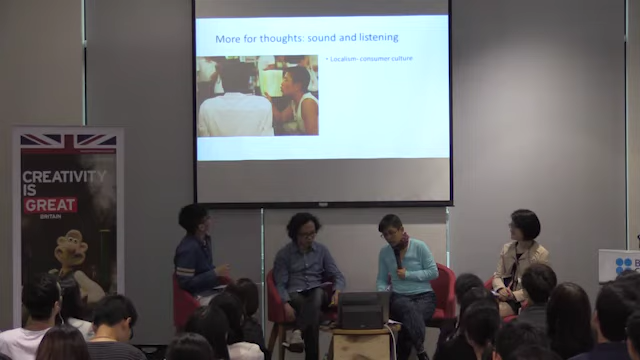 More for thoughts: sound and listening
• Localism- consumer culture
CREATIVITY
IS
GREAT
BRITAIN